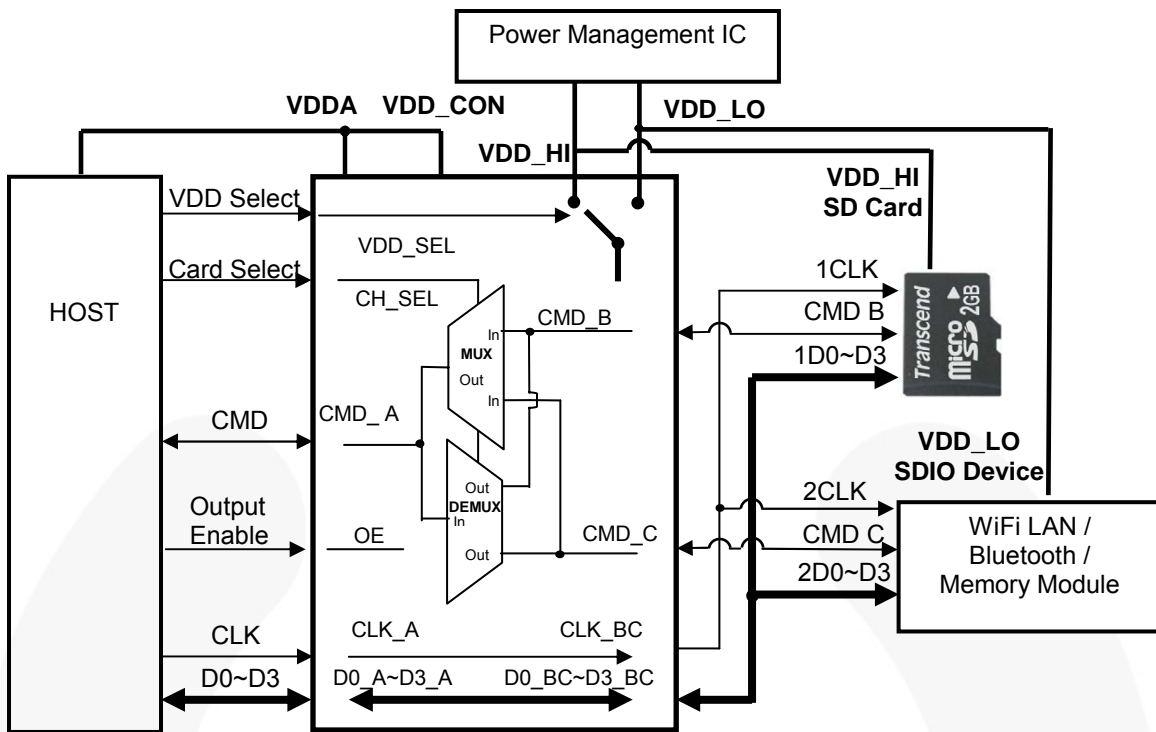 Power Management IC
VDDA
VDD_CON
VDD_LO
VDD_HI
VDD_HI
SD Card
HOST
VDD Select
VDD_SEL
Card Select
CH_SEL
1CLK
CMD B
1D0~D3
Transcend
micro
SD
2GB
In
CMD_B
MUX
Out
In
CMD_ A
CMD
Out
DEMUX
In
Out
CMD_C
Output
Enable
OE
VDD_LO
SDIO Device
2CLK
CMD C
2D0~D3
WiFi LAN /
Bluetooth /
Memory Module
CLK
CLK_A
CLK_BC
D0~D3
D0_A~D3_A
D0_BC~D3_BC